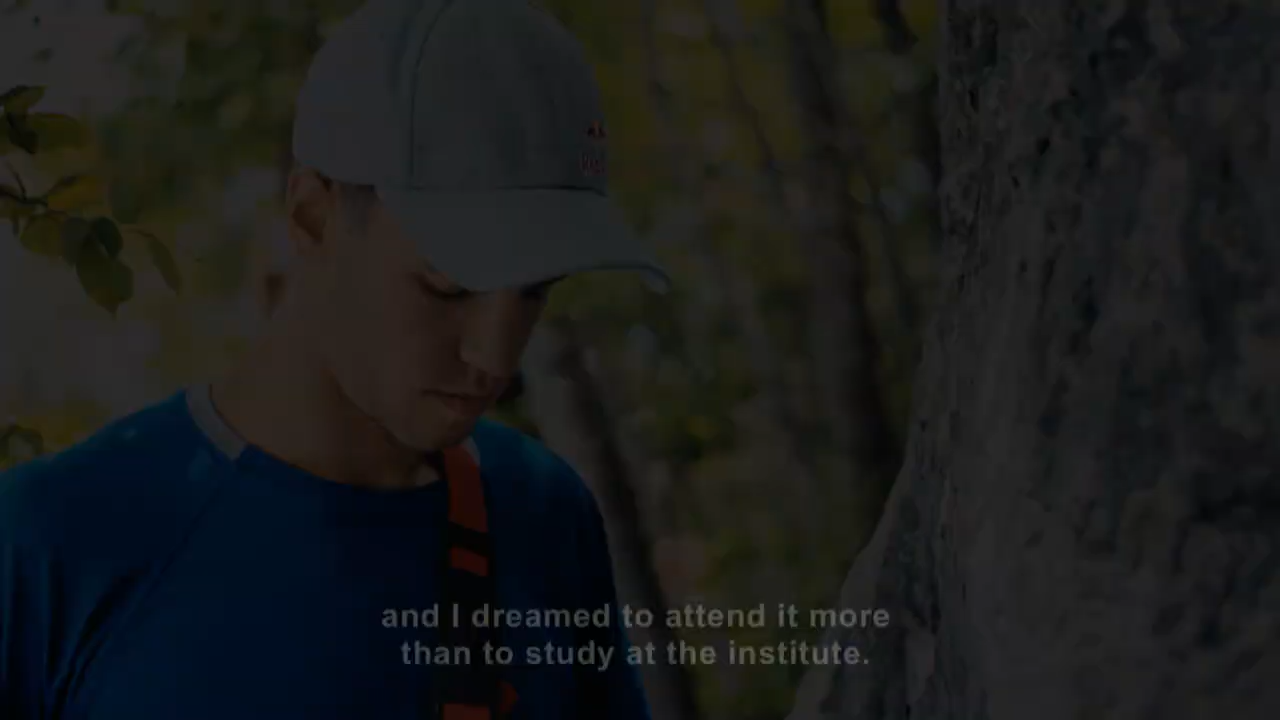 and I dreamed to attend it more
than to study at the institute.